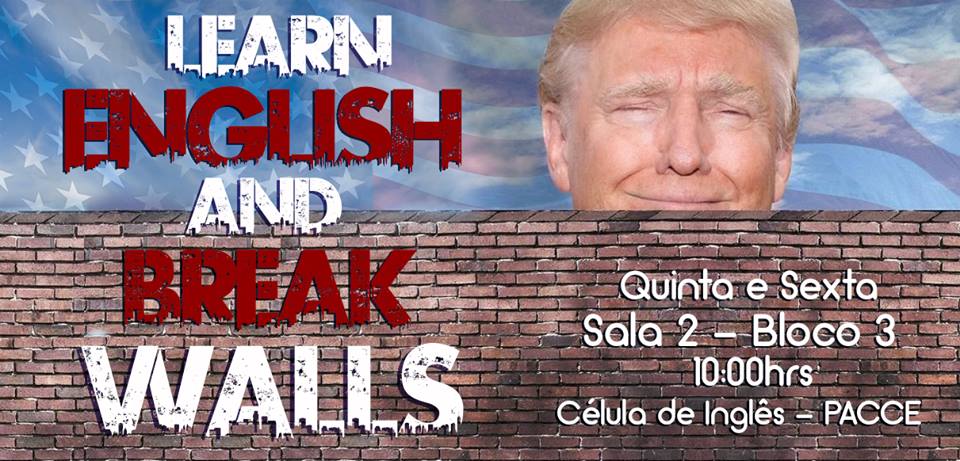 LEARN
ENGLISH
AND
BREAK
WALLS
Quinta e Sexta
Sala 2 – Bloco 3
10:00hrs
Célula de Inglês – PACCE